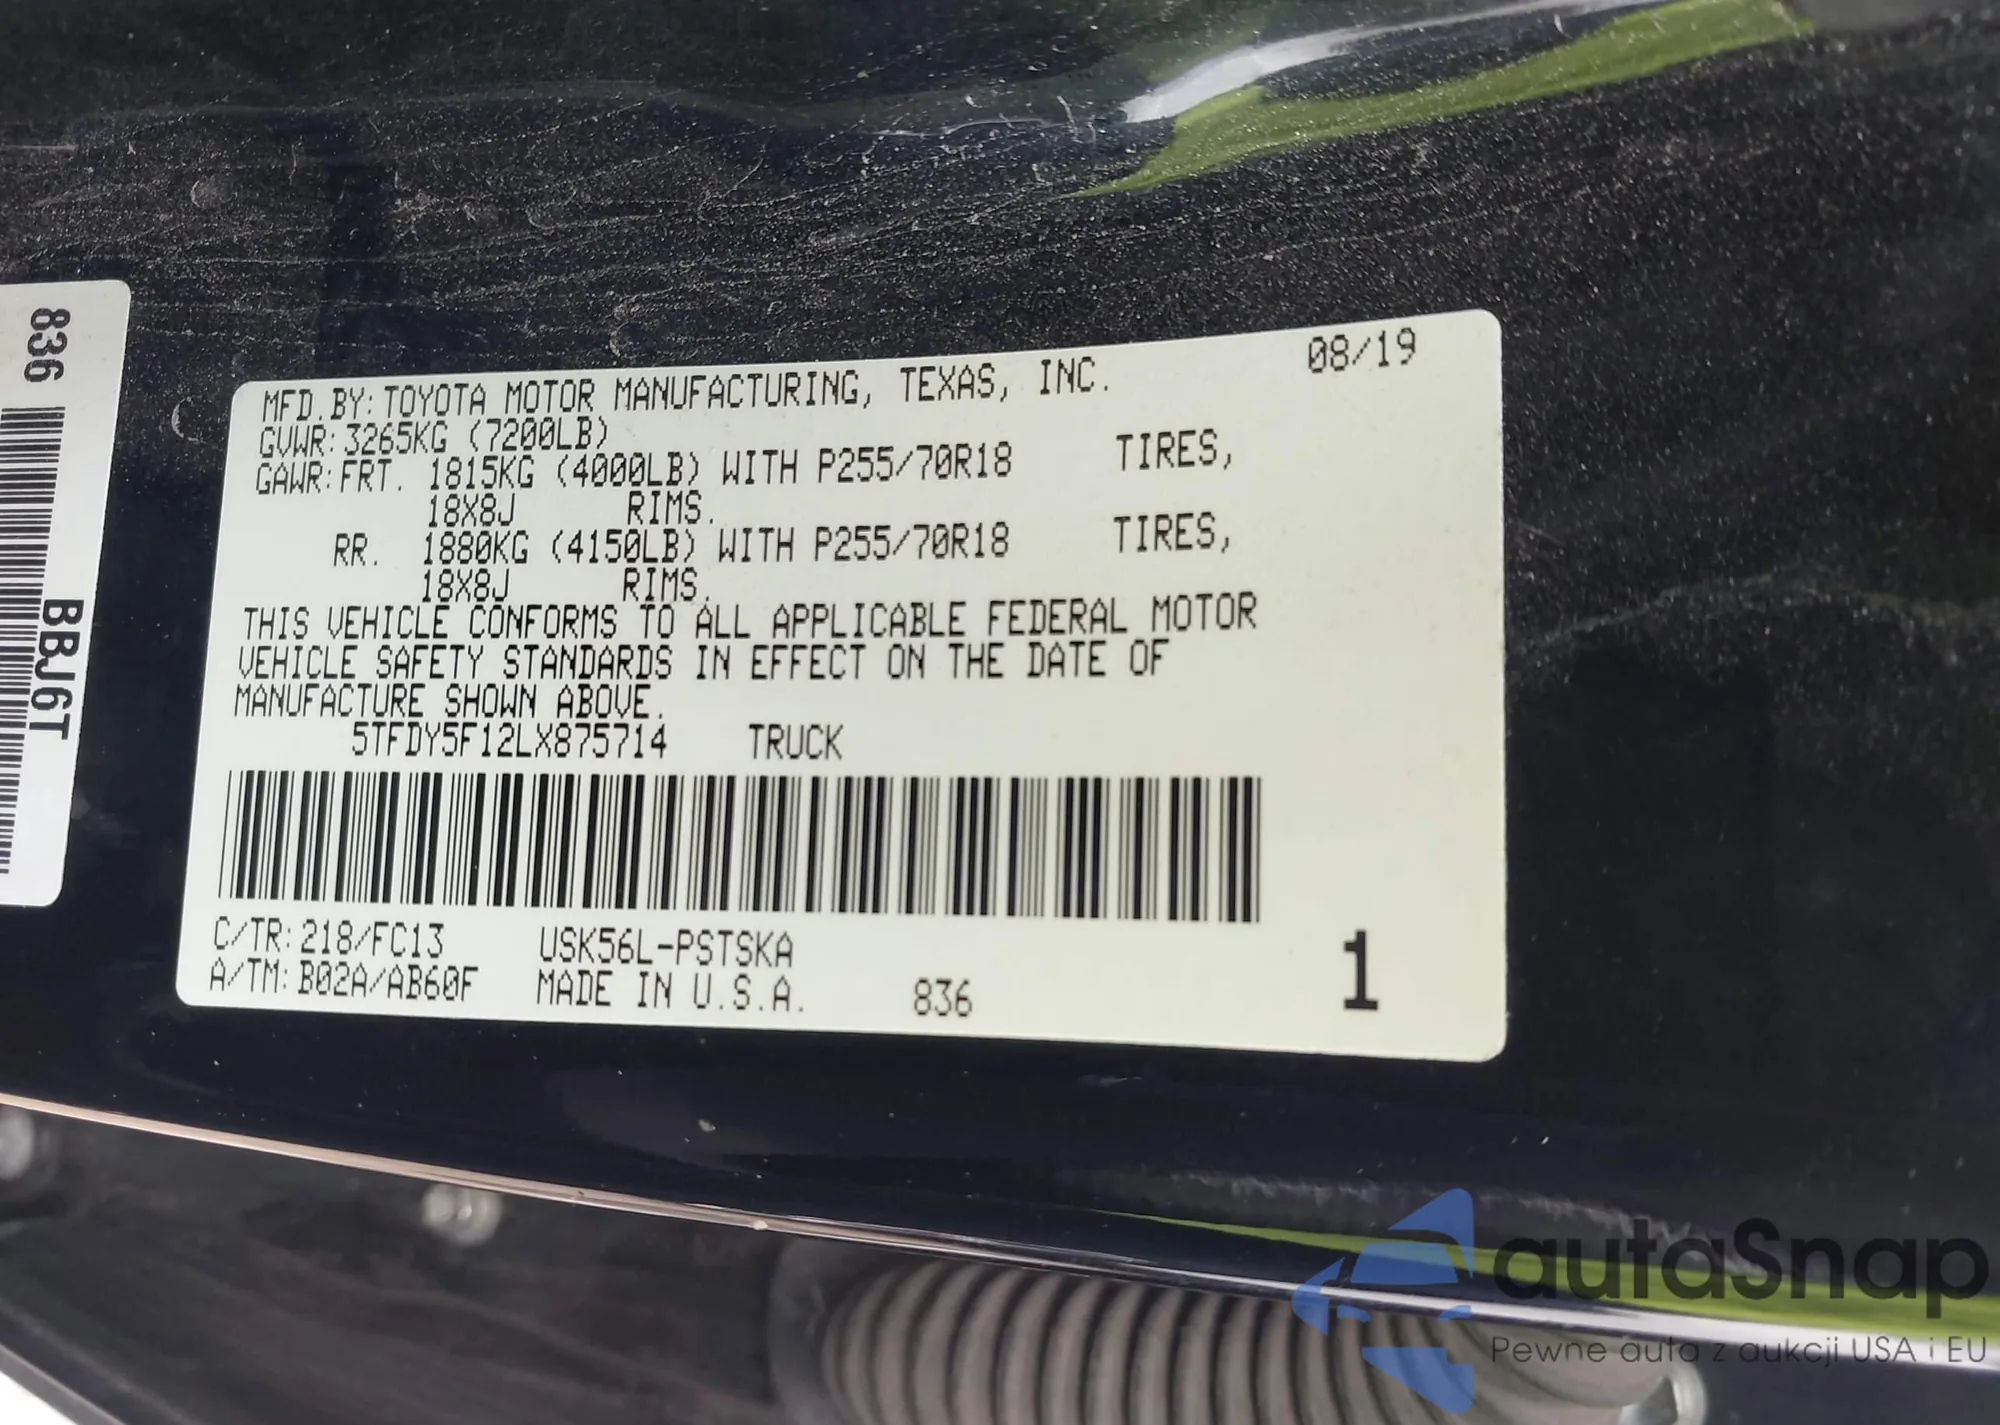 836
BBJ6T
MFD.BY: TOYOTA MOTOR MANUFACTURING, TEXAS, INC. 08/19
GVWR: 3265KG (7200LB)
GAWR: FRT. 1815KG (4000LB) WITH P255/70R18 TIRES,
18X8J RIMS.
RR. 1880KG (4150LB) WITH P255/70R18 TIRES,
18X8J RIMS.
THIS VEHICLE CONFORMS TO ALL APPLICABLE FEDERAL MOTOR
VEHICLE SAFETY STANDARDS IN EFFECT ON THE DATE OF
MANUFACTURE SHOWN ABOVE.
5TFDY5F12LX875714 TRUCK
C/TR: 218/FC13 USK56L-PSTSKA
A/TM: B02A/AB60F MADE IN U.S.A. 836 1
autaSnap
Pewne auta z aukcji USA i EU